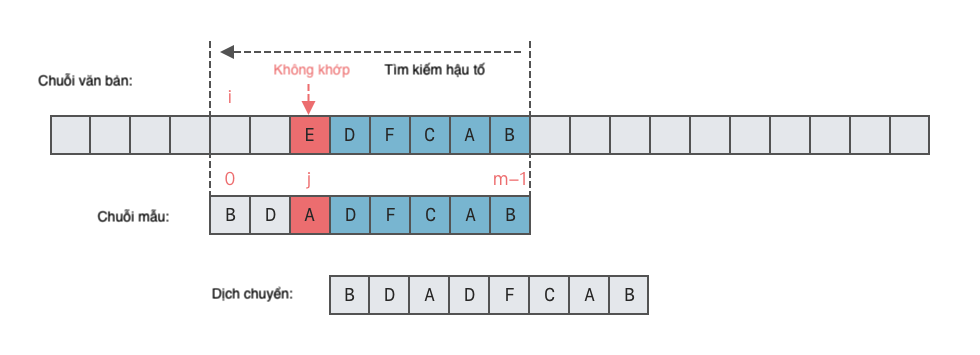 Không khớp Tìm kiếm hậu tố
Chuỗi văn bản:
i
E D F C A B
0 j m–1
Chuỗi mẫu: B D A D F C A B
Dịch chuyển: B D A D F C A B